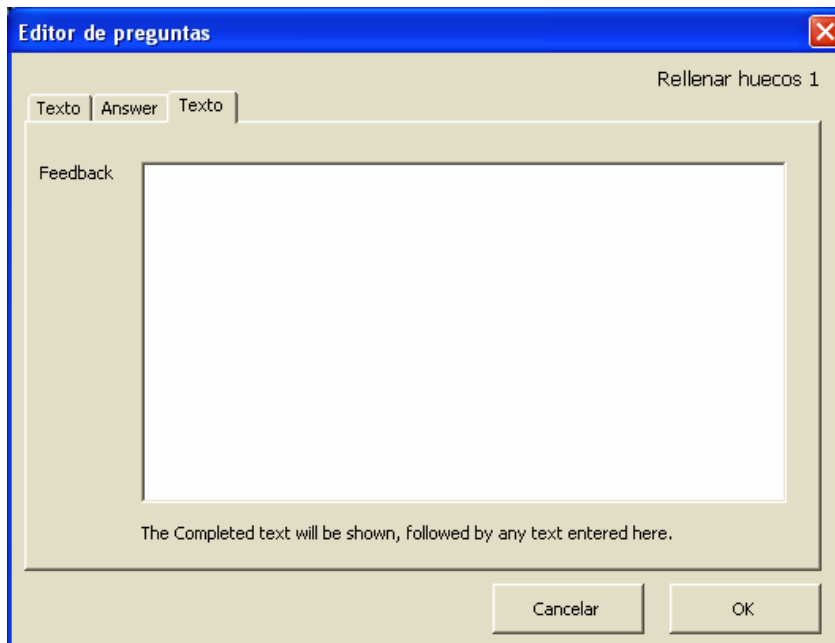 Editor de preguntas
Rellenar huecos 1
Texto Answer Texto
Feedback
The Completed text will be shown, followed by any text entered here.
Cancelar OK